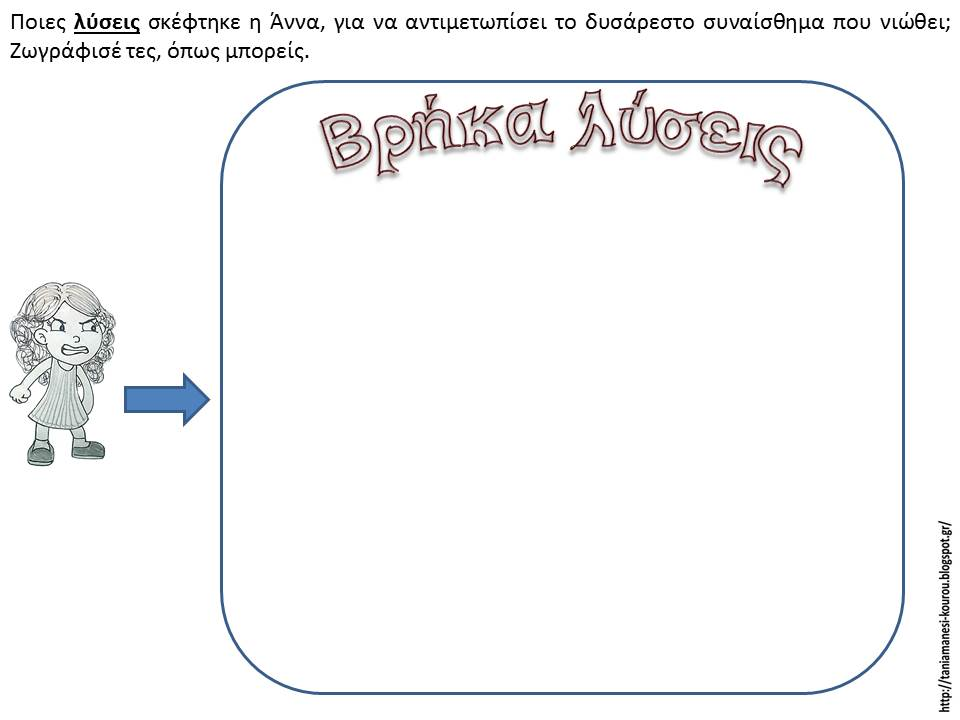 Ποιες λύσεις σκέφτηκε η Άννα, για να αντιμετωπίσει το δυσάρεστο συναίσθημα που νιώθει;
Ζωγράφισέ τες, όπως μπορείς.
Βρήκα λύσεις
http://taniamanesi-kourou.blogspot.gr/